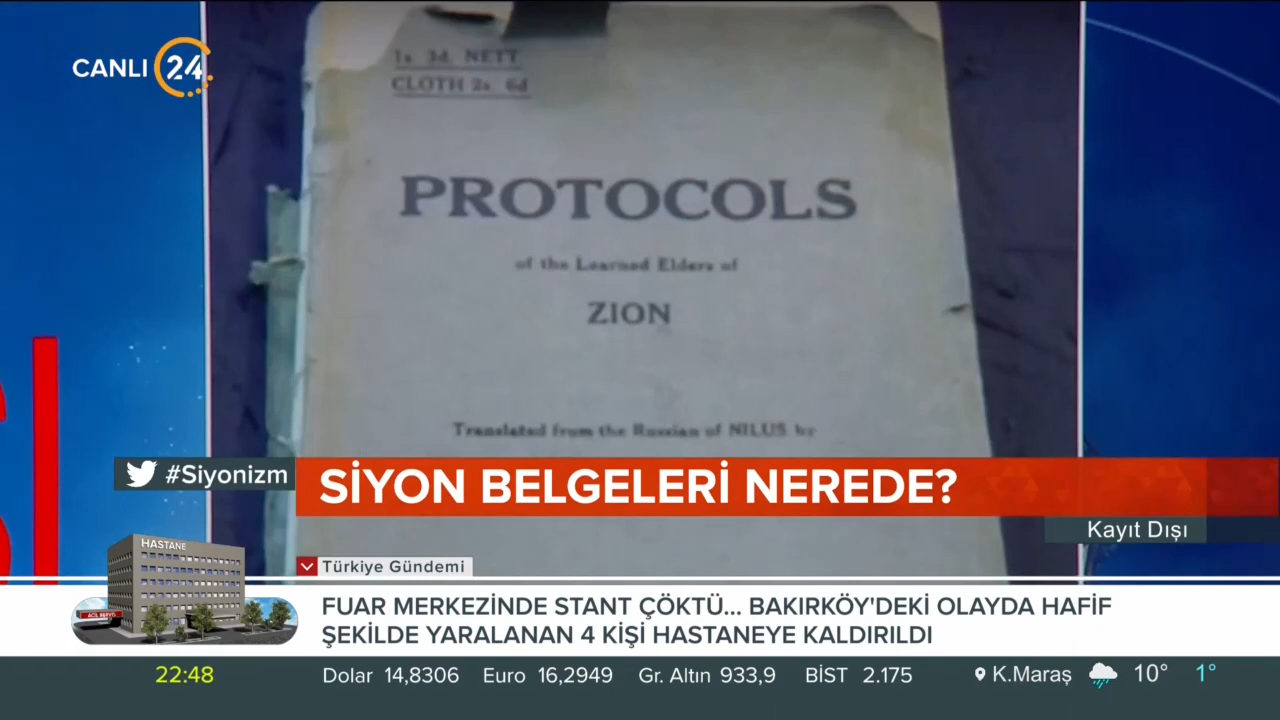 CANLI 24
1s. 3d. NETT
CLOTH 2s. 6d
PROTOCOLS
of the Learned Elders of
ZION
Translated from the Russian of NILUS by
#Siyonizm
SİYON BELGELERİ NEREDE?
Kayıt Dışı
HASTANE
ACİL SERVİS
Türkiye Gündemi
FUAR MERKEZİNDE STANT ÇÖKTÜ... BAKIRKÖY'DEKİ OLAYDA HAFİF
ŞEKİLDE YARALANAN 4 KİŞİ HASTANEYE KALDIRILDI
22:48 Dolar 14,8306 Euro 16,2949 Gr. Altın 933,9 BİST 2.175 K.Maraş 10° 1°